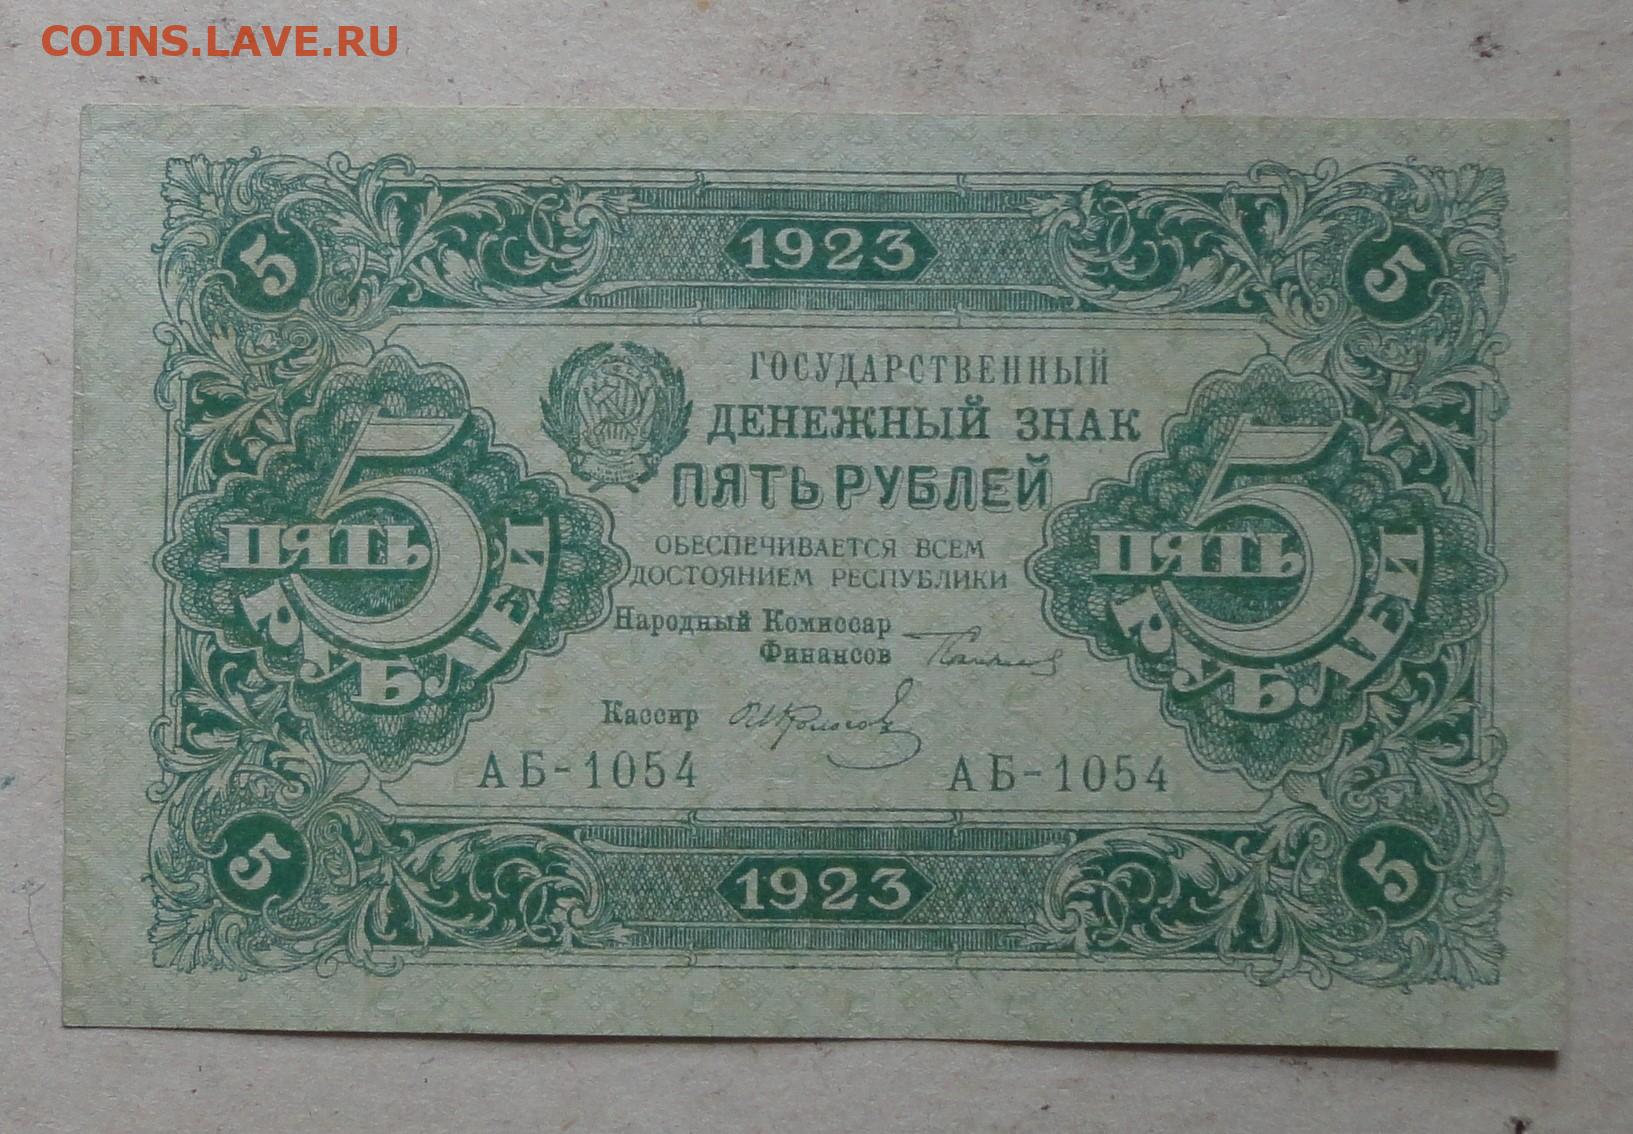 COINS.LAVE.RU
1923
5 5
ГОСУДАРСТВЕННЫЙ
ДЕНЕЖНЫЙ ЗНАК
ПЯТЬ РУБЛЕЙ
5 ПЯТЬ РУБЛЕЙ
5 ПЯТЬ РУБЛЕЙ
ОБЕСПЕЧИВАЕТСЯ ВСЕМ
ДОСТОЯНИЕМ РЕСПУБЛИКИ
Народный Комиссар
Финансов
Кассир
АБ-1054 АБ-1054
5 5
1923